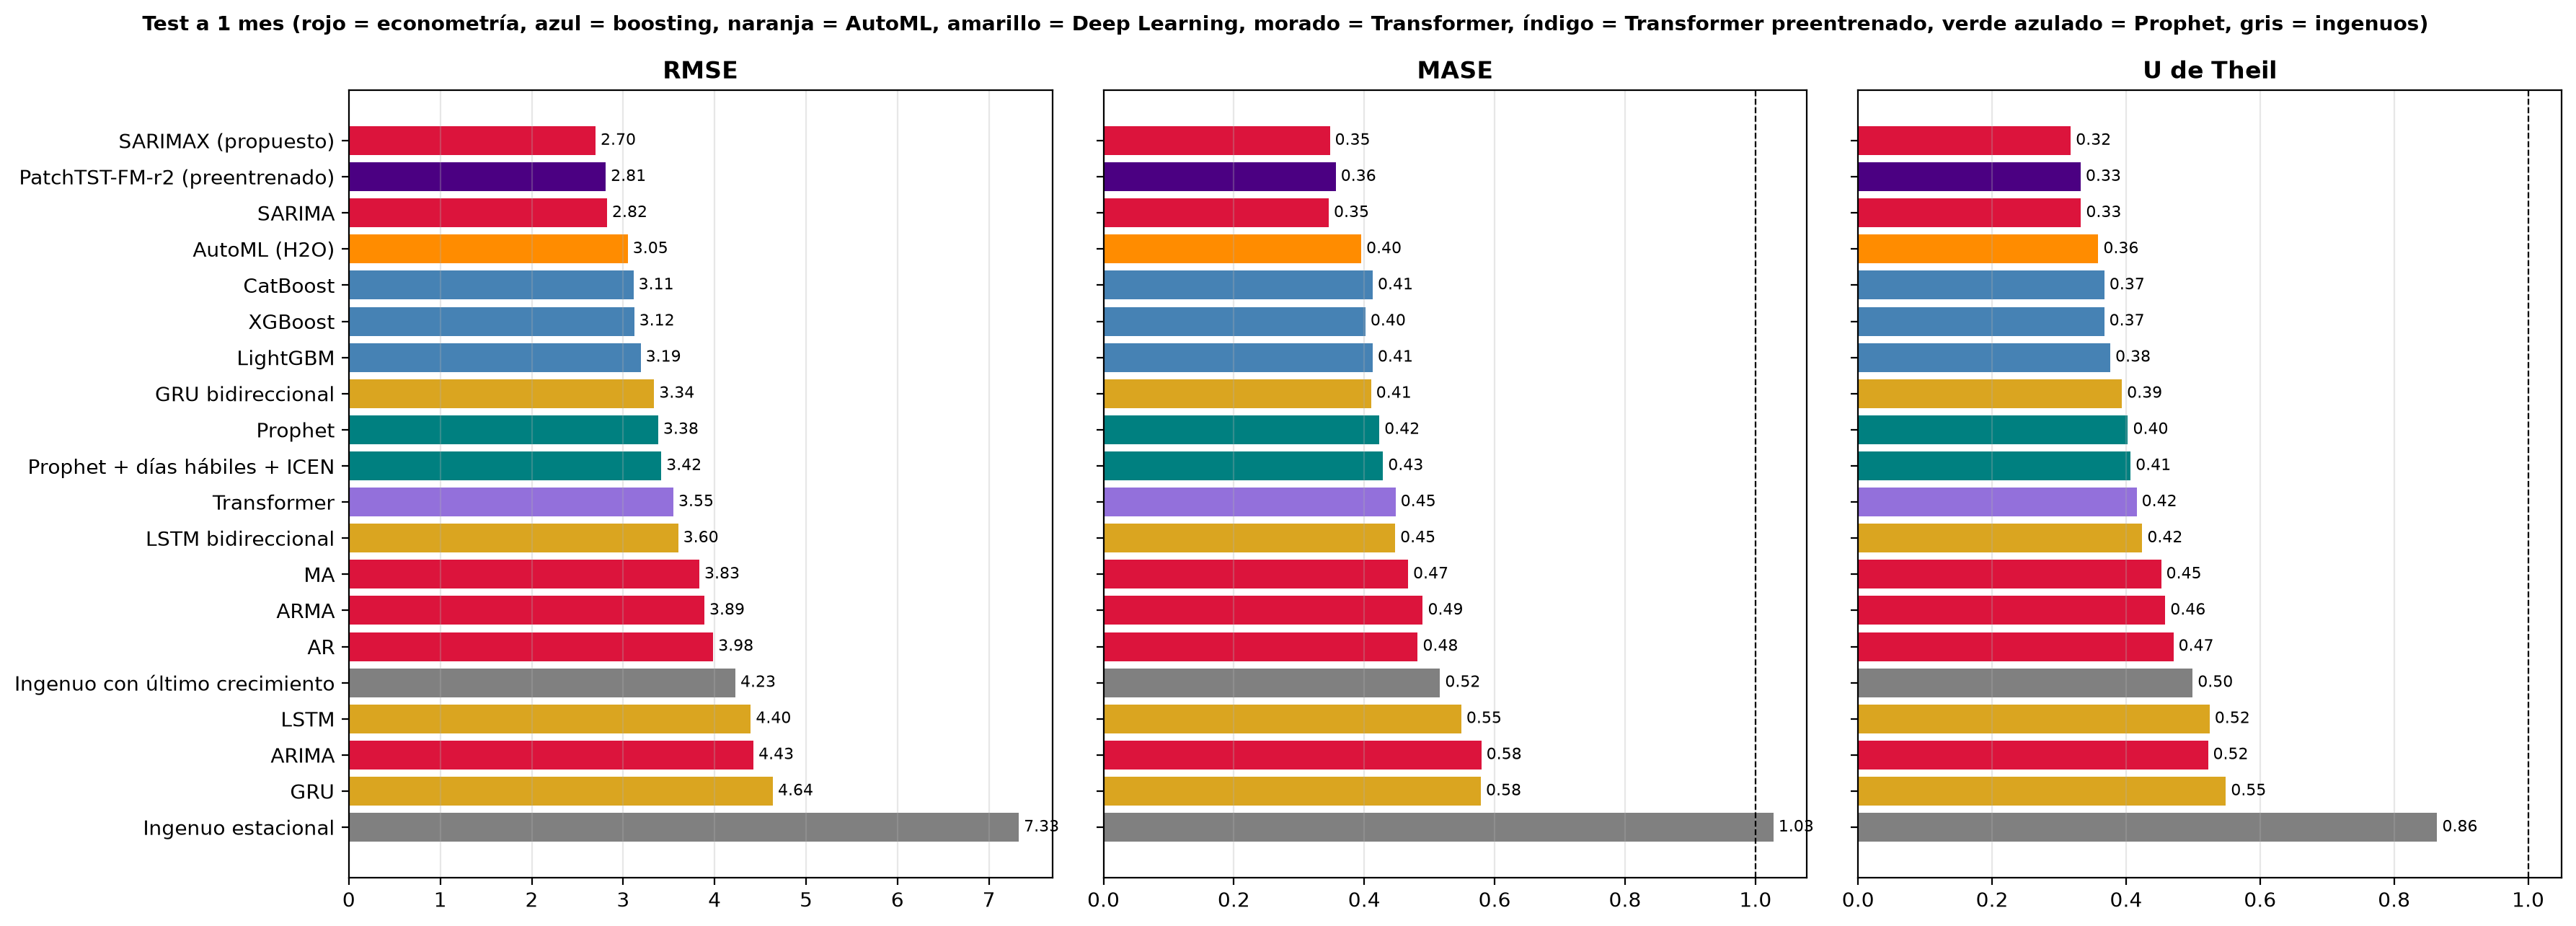 Test a 1 mes (rojo = econometría, azul = boosting, naranja = AutoML, amarillo = Deep Learning, morado = Transformer, índigo = Transformer preentrenado, verde azulado = Prophet, gris = ingenuos)
RMSE
SARIMAX (propuesto) 2.70
PatchTST-FM-r2 (preentrenado) 2.81
SARIMA 2.82
AutoML (H2O) 3.05
CatBoost 3.11
XGBoost 3.12
LightGBM 3.19
GRU bidireccional 3.34
Prophet 3.38
Prophet + días hábiles + ICEN 3.42
Transformer 3.55
LSTM bidireccional 3.60
MA 3.83
ARMA 3.89
AR 3.98
Ingenuo con último crecimiento 4.23
LSTM 4.40
ARIMA 4.43
GRU 4.64
Ingenuo estacional 7.33
0 1 2 3 4 5 6 7
MASE
0.35
0.36
0.35
0.40
0.41
0.40
0.41
0.41
0.42
0.43
0.45
0.45
0.47
0.49
0.48
0.52
0.55
0.58
0.58
1.03
0.0 0.2 0.4 0.6 0.8 1.0
U de Theil
0.32
0.33
0.33
0.36
0.37
0.37
0.38
0.39
0.40
0.41
0.42
0.42
0.45
0.46
0.47
0.50
0.52
0.52
0.55
0.86
0.0 0.2 0.4 0.6 0.8 1.0